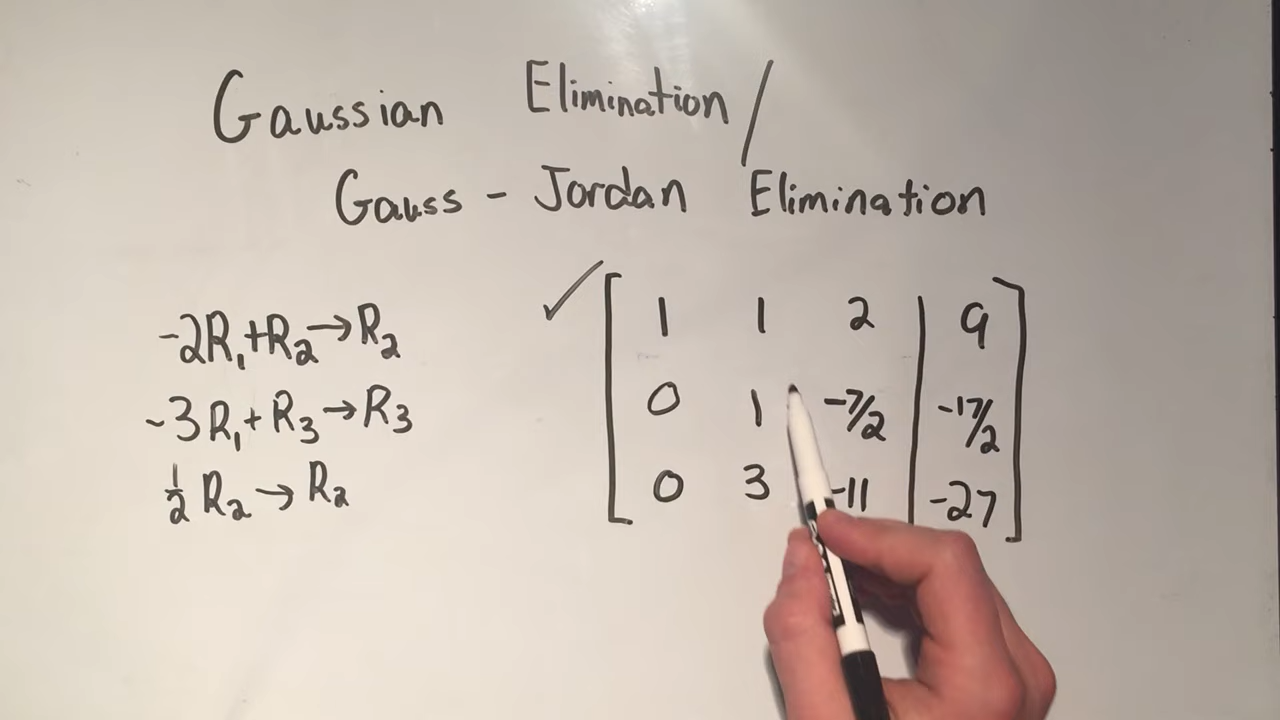 Gaussian Elimination/
Gauss - Jordan Elimination
-2R₁+R₂→R₂
-3R₁+R₃→R₃
½R₂→R₂
✓ [ 1 1 2 | 9 ]
0 1 -7/2 | -17/2
0 3 -11 | -27